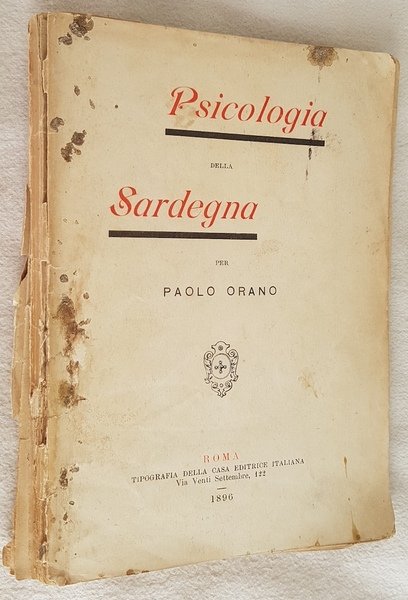 Psicologia
DELLA
Sardegna
PER
PAOLO ORANO
ROMA
TIPOGRAFIA DELLA CASA EDITRICE ITALIANA
Via Venti Settembre, 122
1896